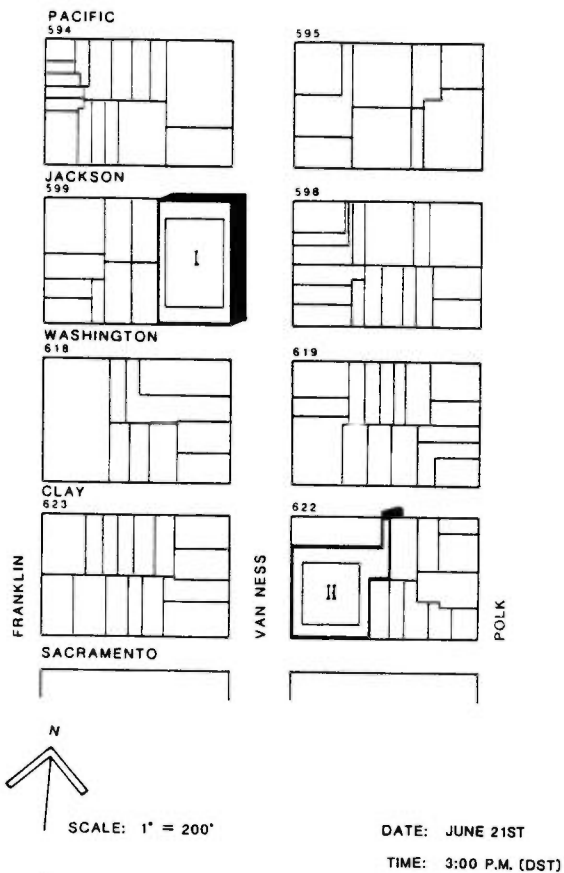 PACIFIC
594
595
JACKSON
599
598
I
WASHINGTON
618
619
CLAY
623
622
II
FRANKLIN
VAN NESS
POLK
SACRAMENTO
N
SCALE: 1" = 200'
DATE: JUNE 21ST
TIME: 3:00 P.M. (DST)